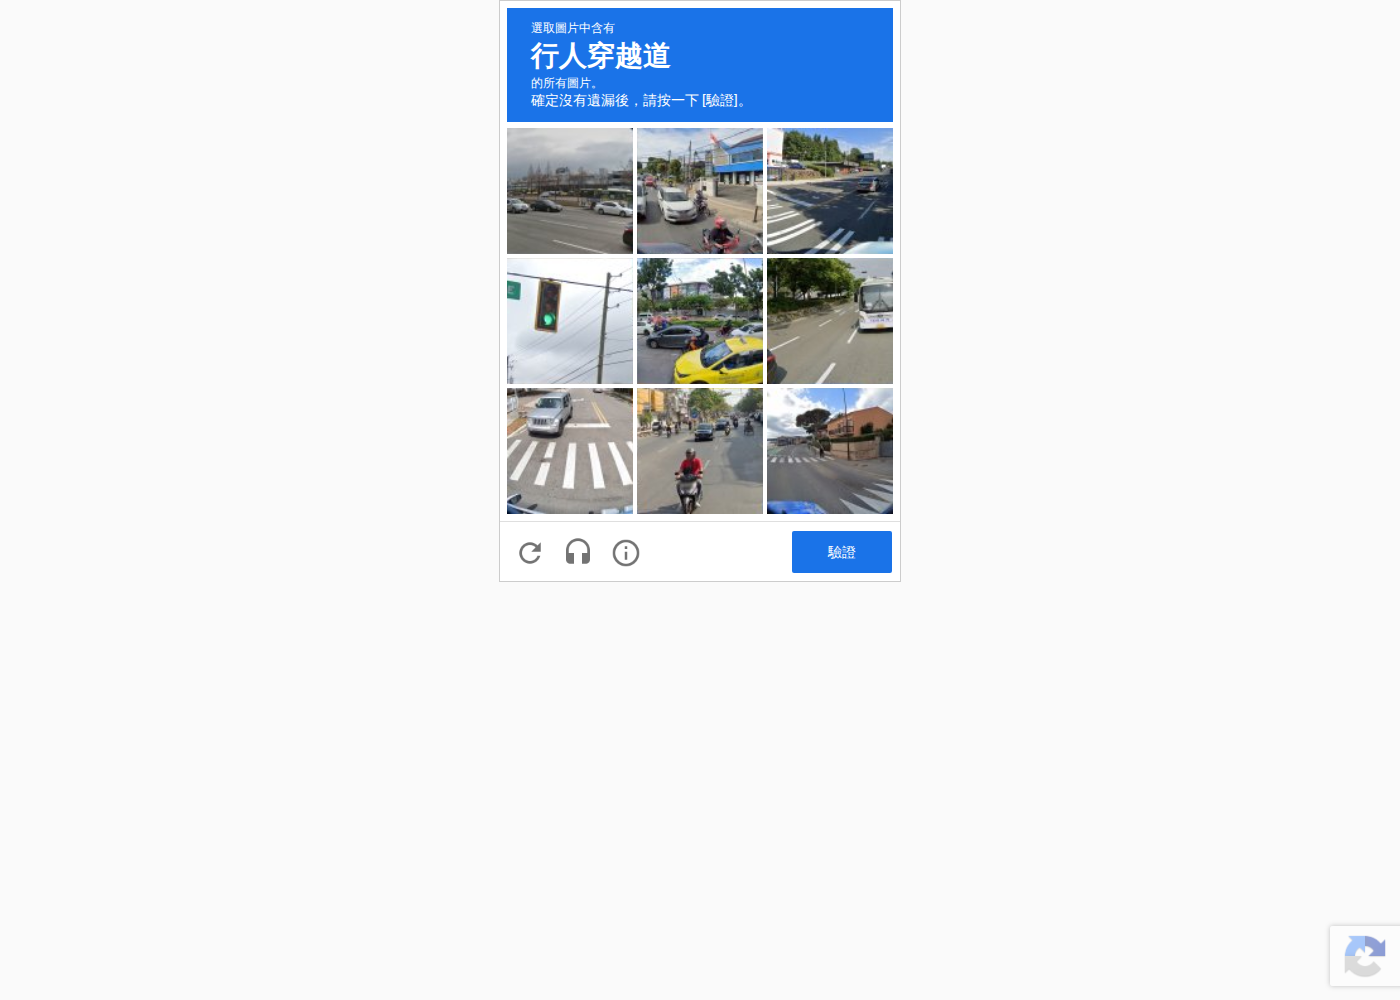 選取圖片中含有
行人穿越道
的所有圖片。
確定沒有遺漏後，請按一下 [驗證]。
驗證